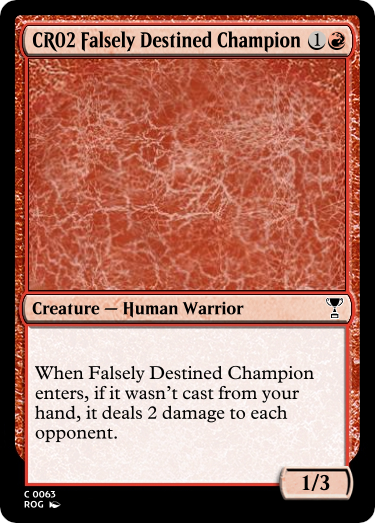 CR02 Falsely Destined Champion 1
Creature — Human Warrior
When Falsely Destined Champion
enters, if it wasn't cast from your
hand, it deals 2 damage to each
opponent.
1/3
C 0063
ROG